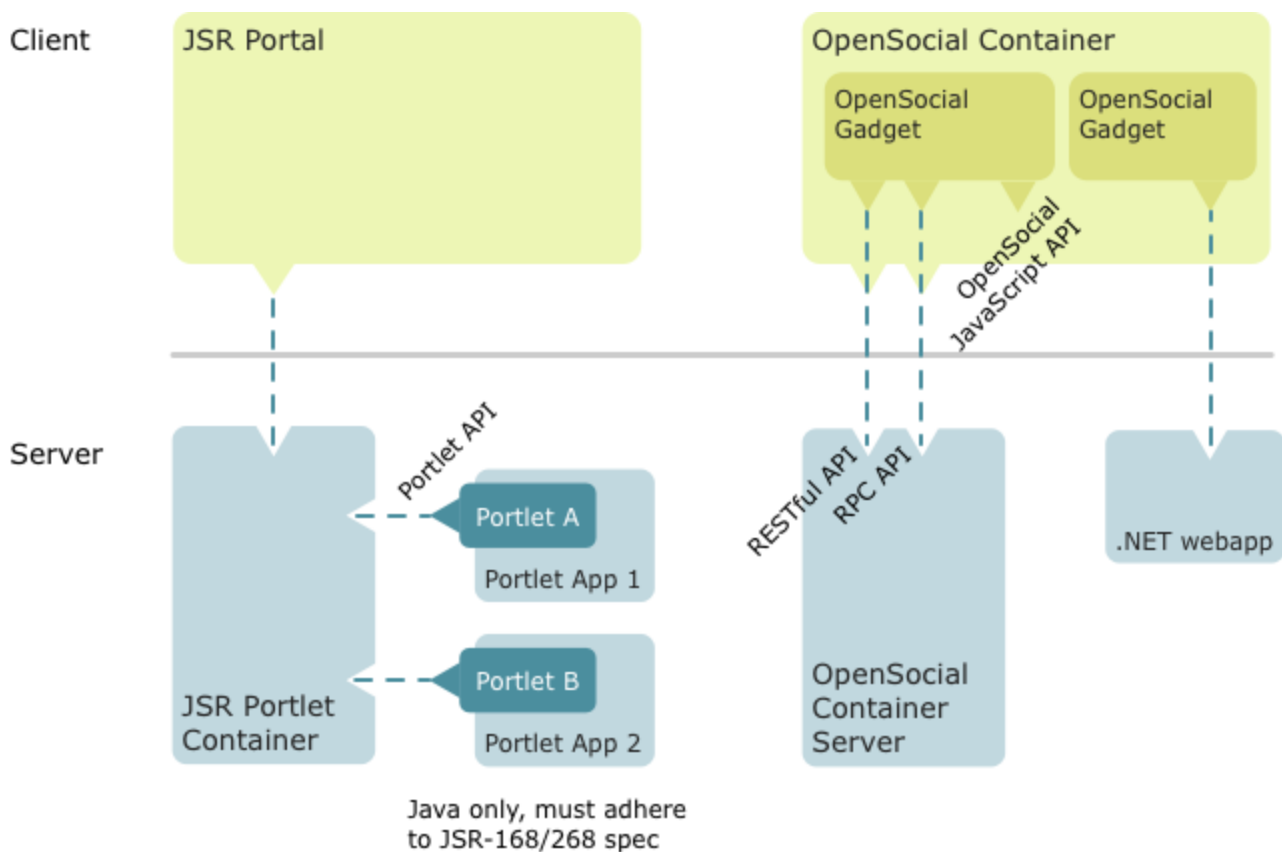 Client
JSR Portal
OpenSocial Container
OpenSocial
Gadget
OpenSocial
Gadget
OpenSocial
JavaScript API
Server
Portlet API
Portlet A
Portlet App 1
Portlet B
Portlet App 2
JSR Portlet
Container
RESTful API
RPC API
OpenSocial
Container
Server
.NET webapp
Java only, must adhere
to JSR-168/268 spec